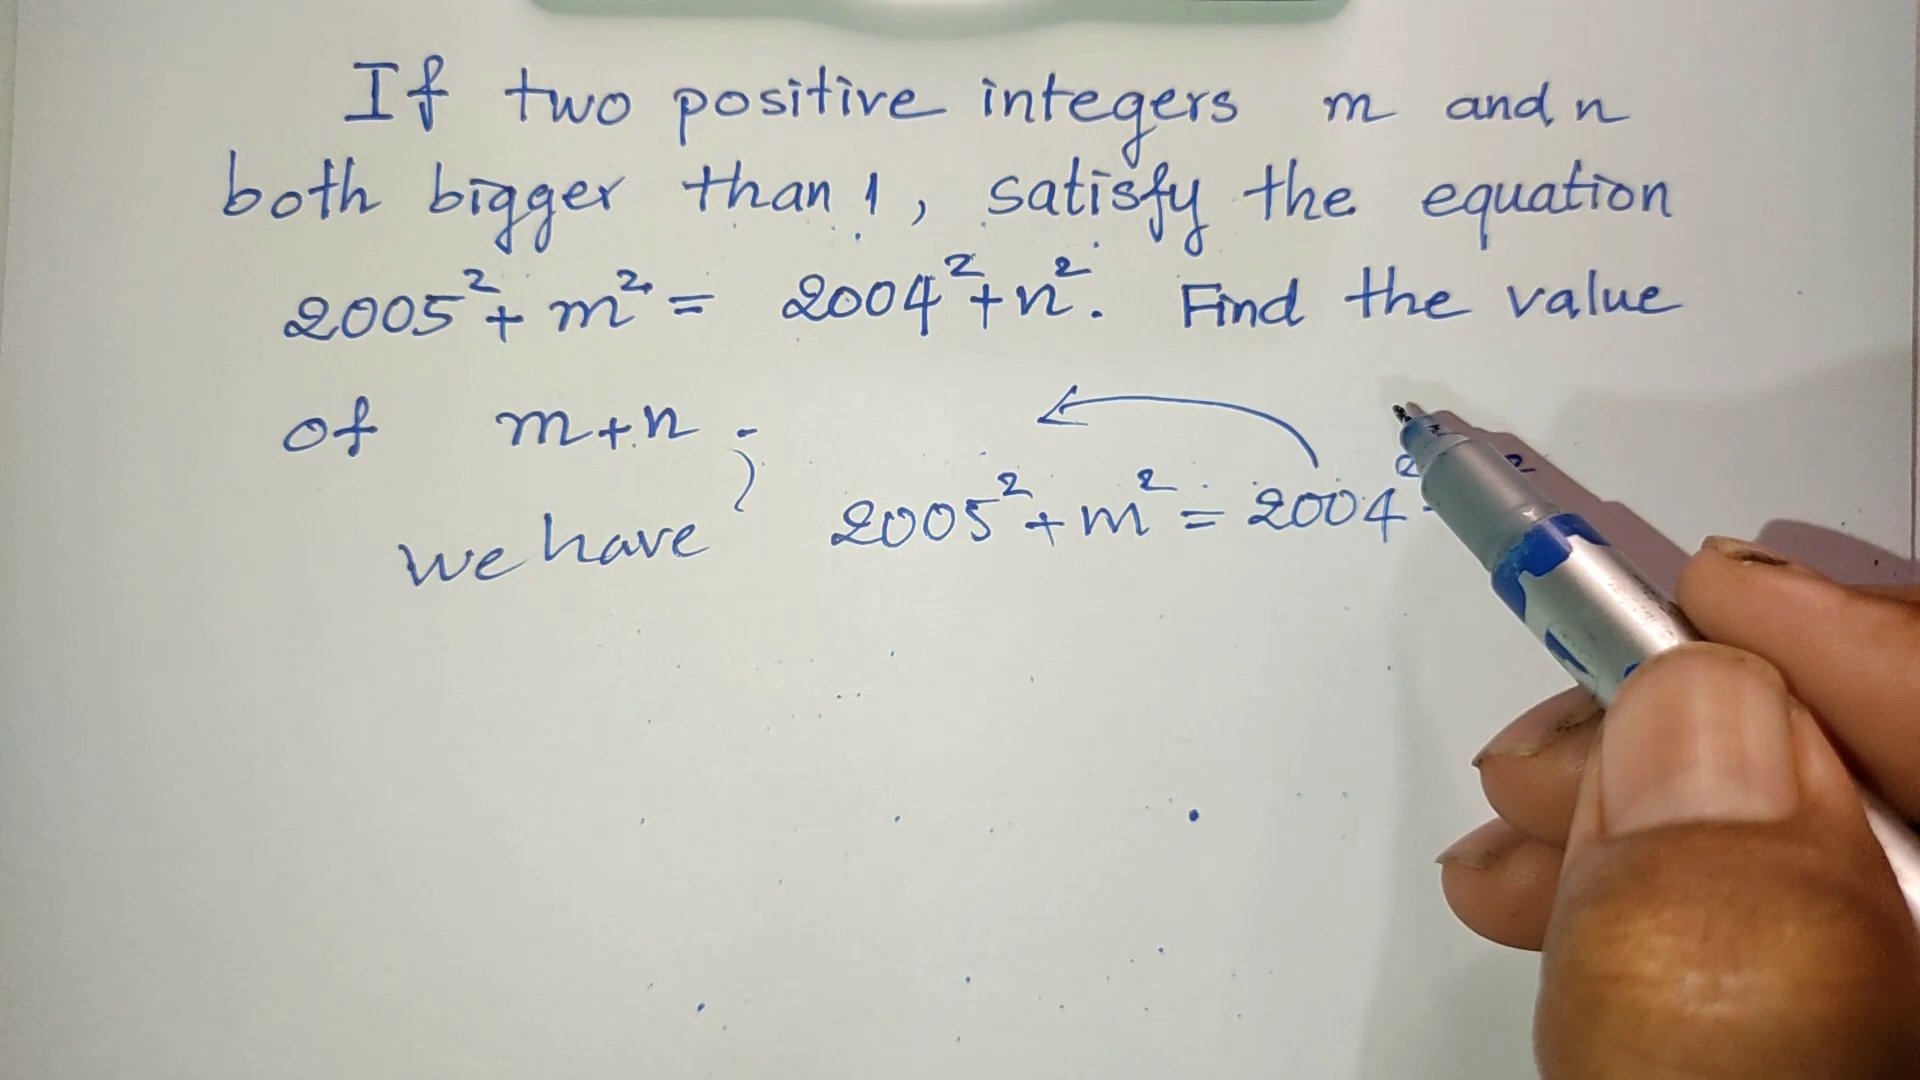 If two positive integers m and n
both bigger than 1, satisfy the equation
2005² + m² = 2004² + n². Find the value
of m+n;
we have 2005² + m² = 2004²